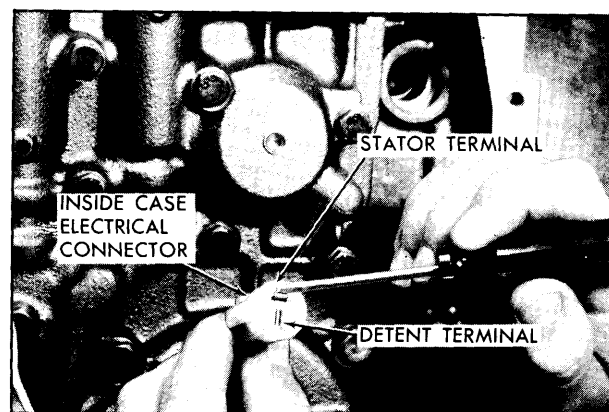 STATOR TERMINAL
INSIDE CASE
ELECTRICAL
CONNECTOR
DETENT TERMINAL